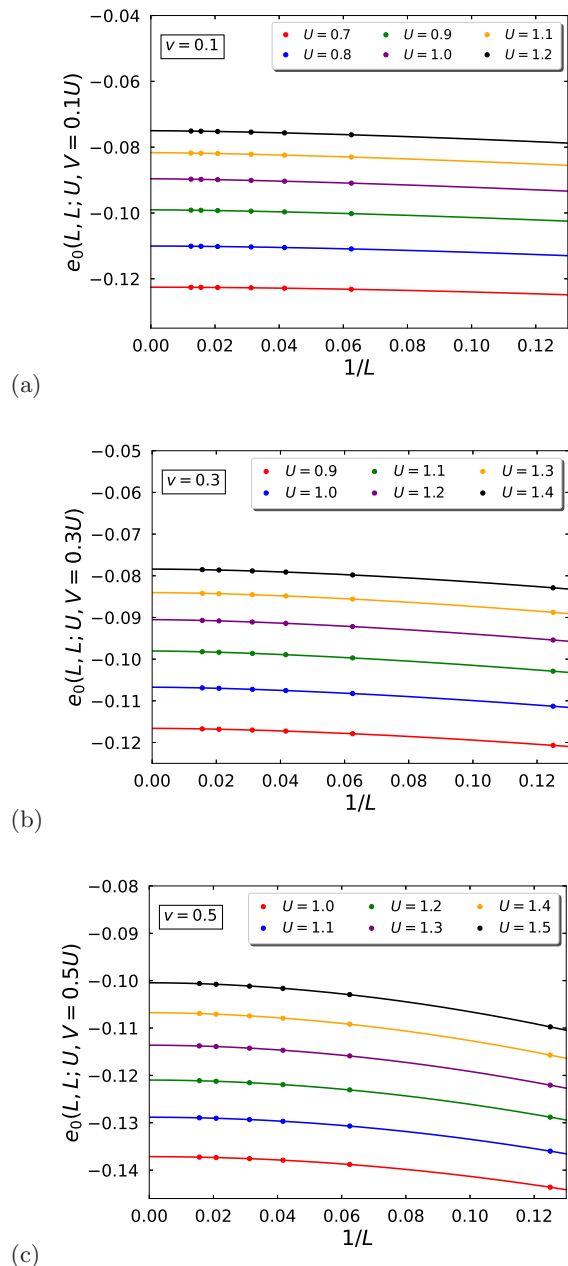 −0.04
v = 0.1
U = 0.7 U = 0.9 U = 1.1
U = 0.8 U = 1.0 U = 1.2
−0.06
−0.08
−0.10
−0.12
e₀(L, L; U, V = 0.1U)
0.00 0.02 0.04 0.06 0.08 0.10 0.12
1/L
(a)
−0.05
v = 0.3
U = 0.9 U = 1.1 U = 1.3
U = 1.0 U = 1.2 U = 1.4
−0.06
−0.07
−0.08
−0.09
−0.10
−0.11
−0.12
e₀(L, L; U, V = 0.3U)
0.00 0.02 0.04 0.06 0.08 0.10 0.12
1/L
(b)
−0.08
v = 0.5
U = 1.0 U = 1.2 U = 1.4
U = 1.1 U = 1.3 U = 1.5
−0.09
−0.10
−0.11
−0.12
−0.13
−0.14
e₀(L, L; U, V = 0.5U)
0.00 0.02 0.04 0.06 0.08 0.10 0.12
1/L
(c)